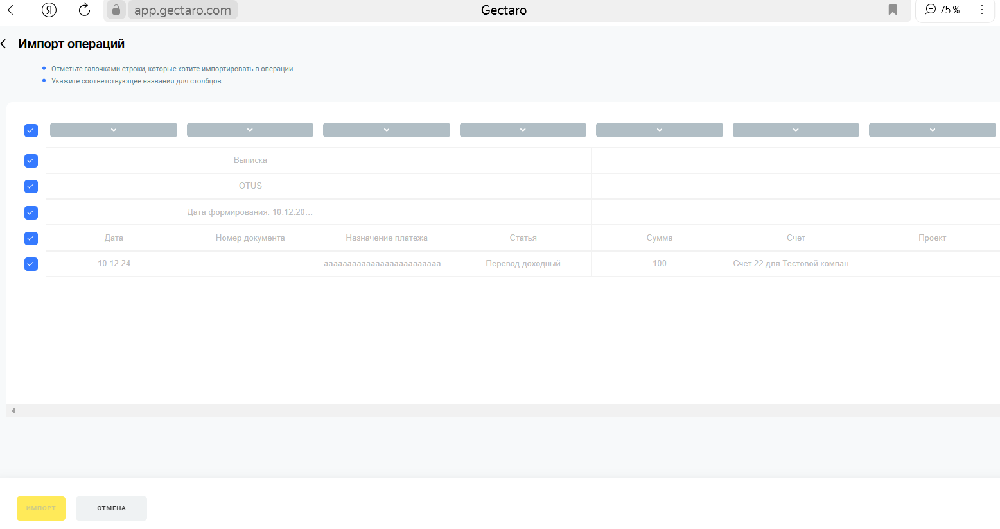 Я app.gectaro.com Gectaro 75 %
Импорт операций
Отметьте галочками строки, которые хотите импортировать в операции
Укажите соответствующее названия для столбцов
Выписка
OTUS
Дата формирования: 10.12.20...
Дата Номер документа Назначение платежа Статья Сумма Счет Проект
10.12.24 аааааааааааааааааааааааааа... Перевод доходный 100 Счет 22 для Тестовой компан...
ИМПОРТ ОТМЕНА